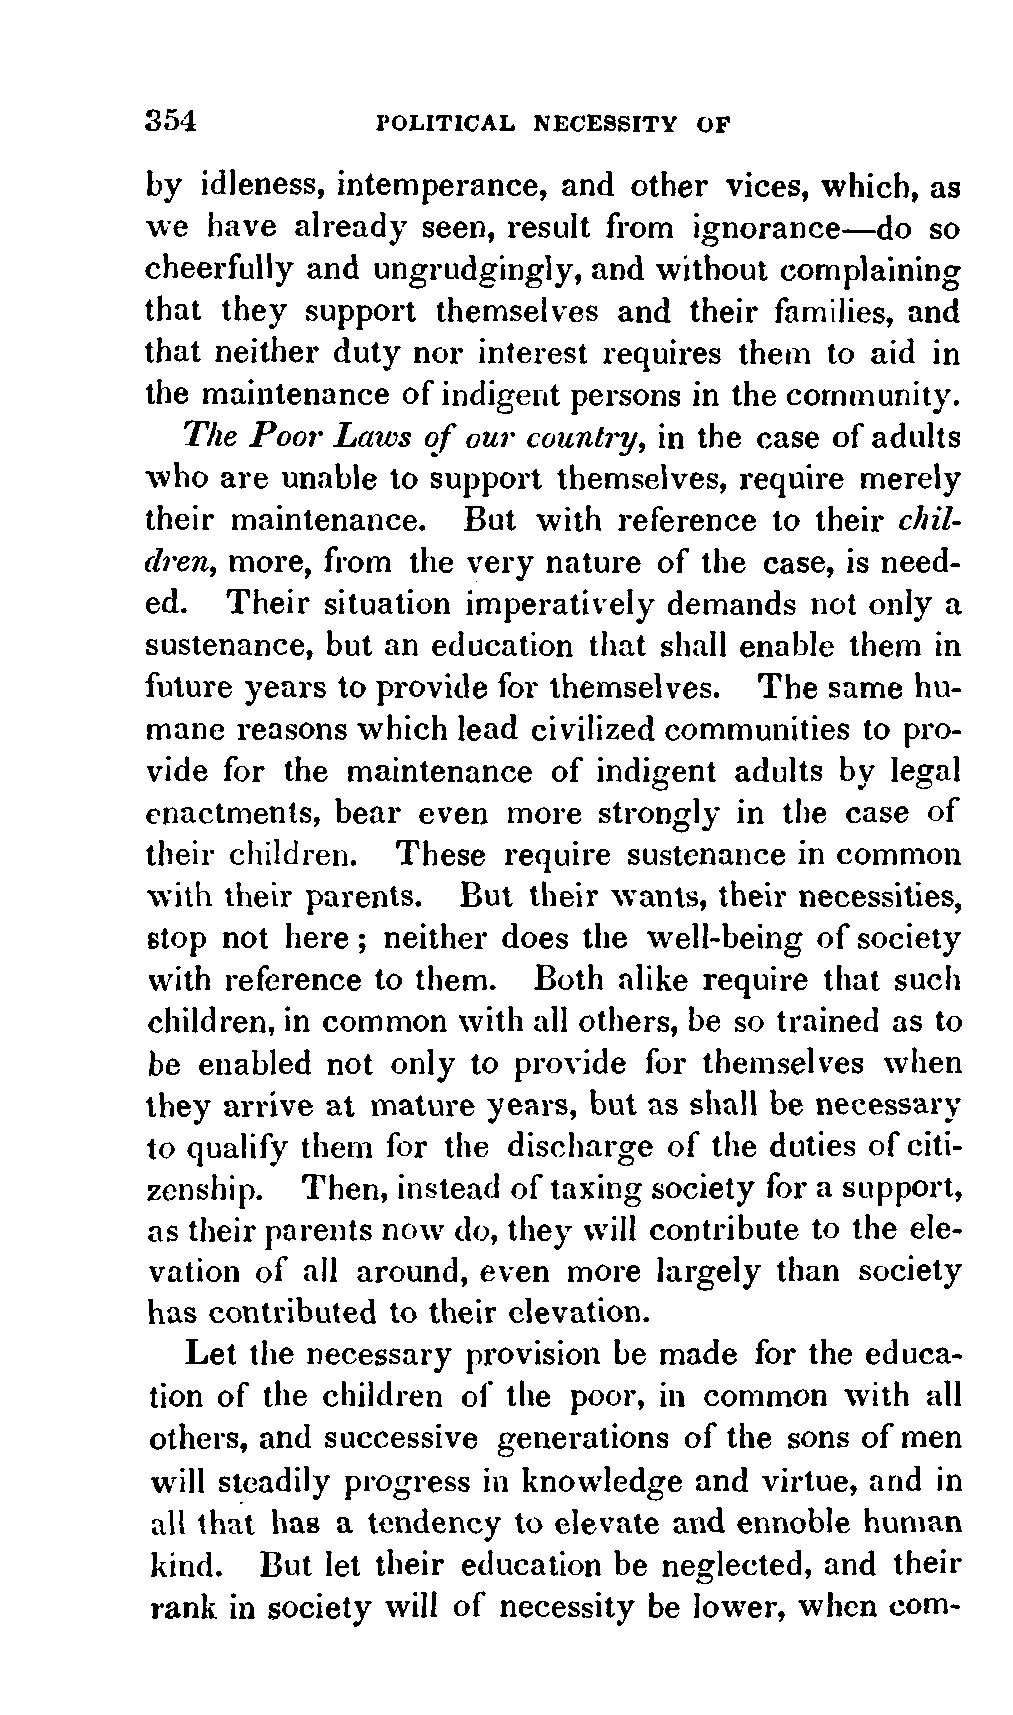 354 POLITICAL NECESSITY OF
by idleness, intemperance, and other vices, which, as
we have already seen, result from ignorance—do so
cheerfully and ungrudgingly, and without complaining
that they support themselves and their families, and
that neither duty nor interest requires them to aid in
the maintenance of indigent persons in the community.
The Poor Laws of our country, in the case of adults
who are unable to support themselves, require merely
their maintenance. But with reference to their chil-
dren, more, from the very nature of the case, is need-
ed. Their situation imperatively demands not only a
sustenance, but an education that shall enable them in
future years to provide for themselves. The same hu-
mane reasons which lead civilized communities to pro-
vide for the maintenance of indigent adults by legal
enactments, bear even more strongly in the case of
their children. These require sustenance in common
with their parents. But their wants, their necessities,
stop not here; neither does the well-being of society
with reference to them. Both alike require that such
children, in common with all others, be so trained as to
be enabled not only to provide for themselves when
they arrive at mature years, but as shall be necessary
to qualify them for the discharge of the duties of citi-
zenship. Then, instead of taxing society for a support,
as their parents now do, they will contribute to the ele-
vation of all around, even more largely than society
has contributed to their elevation.
Let the necessary provision be made for the educa-
tion of the children of the poor, in common with all
others, and successive generations of the sons of men
will steadily progress in knowledge and virtue, and in
all that has a tendency to elevate and ennoble human
kind. But let their education be neglected, and their
rank in society will of necessity be lower, when com-